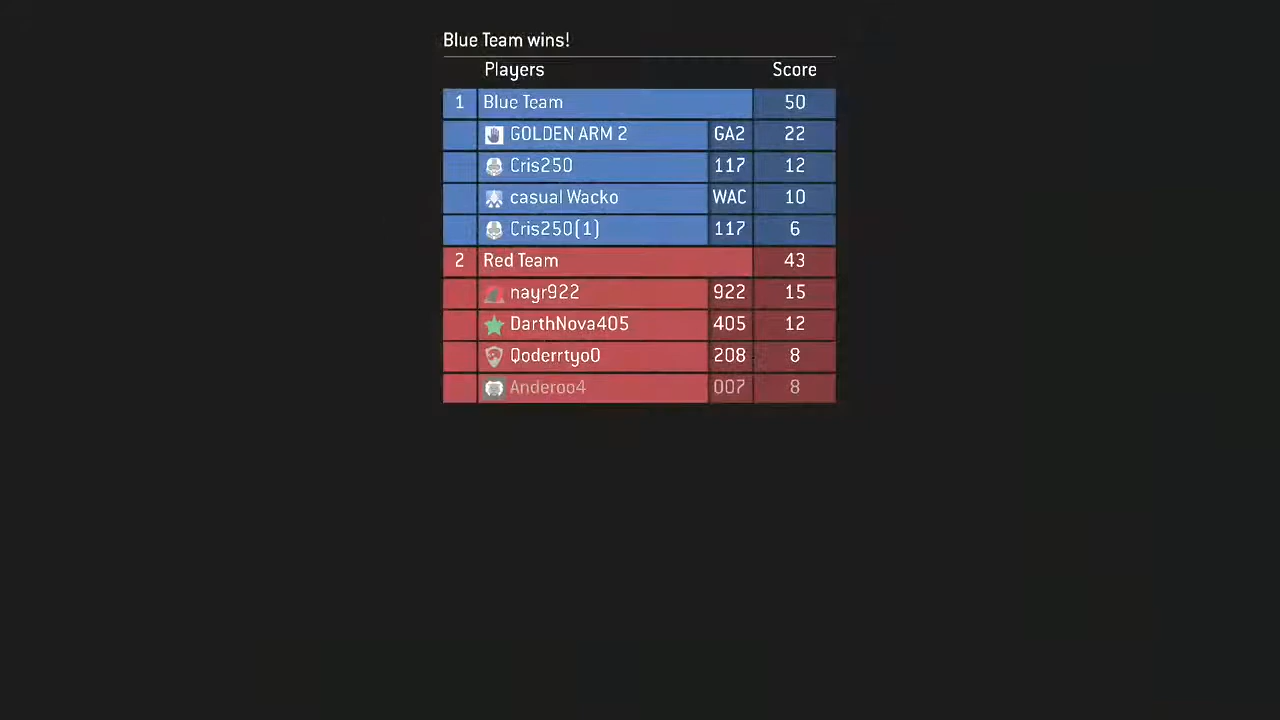 Blue Team wins!
Players Score
1 Blue Team 50
GOLDEN ARM 2 GA2 22
Cris250 117 12
casual Wacko WAC 10
Cris250(1) 117 6
2 Red Team 43
nayr922 922 15
DarthNova405 405 12
Qoderrtyo0 208 8
Anderoo4 007 8